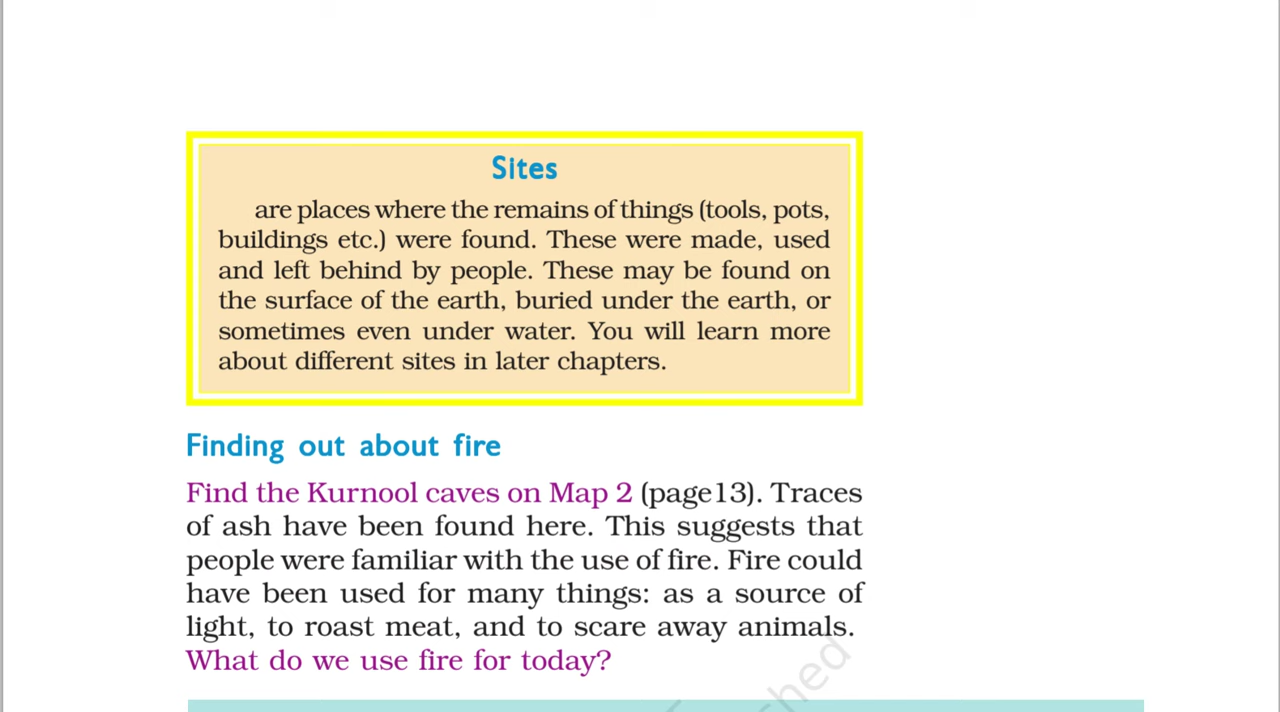 Sites
are places where the remains of things (tools, pots,
buildings etc.) were found. These were made, used
and left behind by people. These may be found on
the surface of the earth, buried under the earth, or
sometimes even under water. You will learn more
about different sites in later chapters.
Finding out about fire
Find the Kurnool caves on Map 2 (page13). Traces
of ash have been found here. This suggests that
people were familiar with the use of fire. Fire could
have been used for many things: as a source of
light, to roast meat, and to scare away animals.
What do we use fire for today?